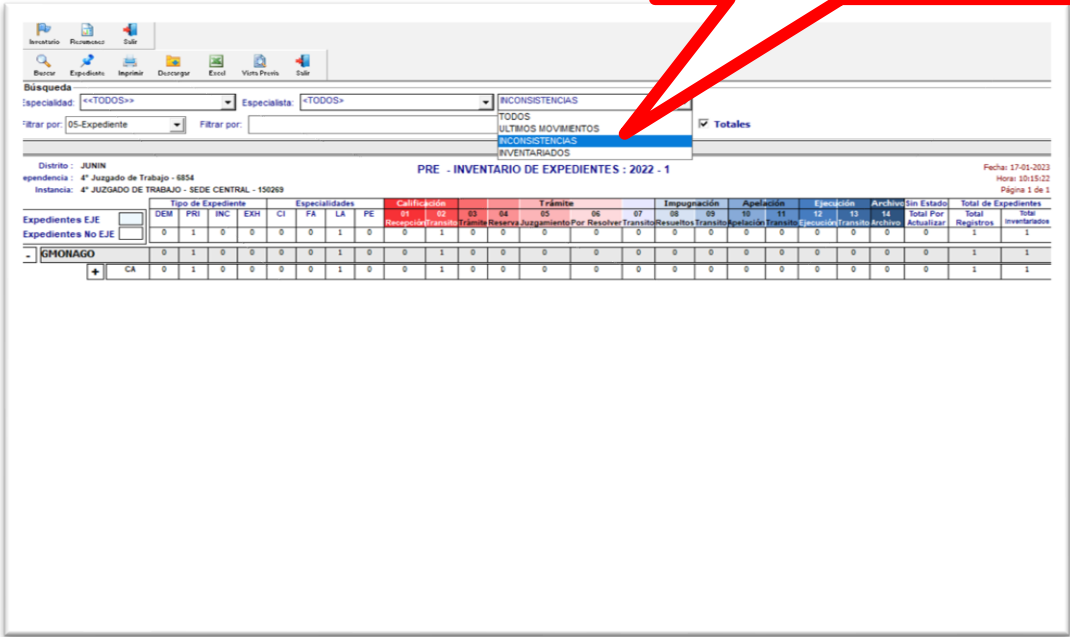 Inventario Resumenes Salir
Buscar Expediente Imprimir Descargar Excel Vista Previa Salir
Búsqueda
Especialidad: <<TODOS>> Especialista: <TODOS> INCONSISTENCIAS
TODOS
Filtrar por: 05-Expediente Filtrar por: ULTIMOS MOVIMIENTOS Totales
INCONSISTENCIAS
INVENTARIADOS
Distrito : JUNIN PRE - INVENTARIO DE EXPEDIENTES : 2022 - 1 Fecha: 17-01-2023
ependencia : 4° Juzgado de Trabajo - 6854 Hora: 10:15:22
Instancia: 4° JUZGADO DE TRABAJO - SEDE CENTRAL - 150269 Página 1 de 1
Tipo de Expediente Especialidades Calificación Trámite Impugnación Apelación Ejecución Archivo Sin Estado Total de Expedientes
Expedientes EJE DEM PRI INC EXH CI FA LA PE 01 02 03 04 05 06 07 08 09 10 11 12 13 14 Total Por Total Total
Recepción Transito Trámite Reserva Juzgamiento Por Resolver Transito Resueltos Transito Apelación Transito Ejecución Transito Archivo Actualizar Registros Inventariados
Expedientes No EJE 0 1 0 0 0 0 1 0 0 1 0 0 0 0 0 0 0 0 0 0 0 0 0 1 1
- GMONAGO 0 1 0 0 0 0 1 0 0 1 0 0 0 0 0 0 0 0 0 0 0 0 0 1 1
+ CA 0 1 0 0 0 0 1 0 0 1 0 0 0 0 0 0 0 0 0 0 0 0 0 1 1